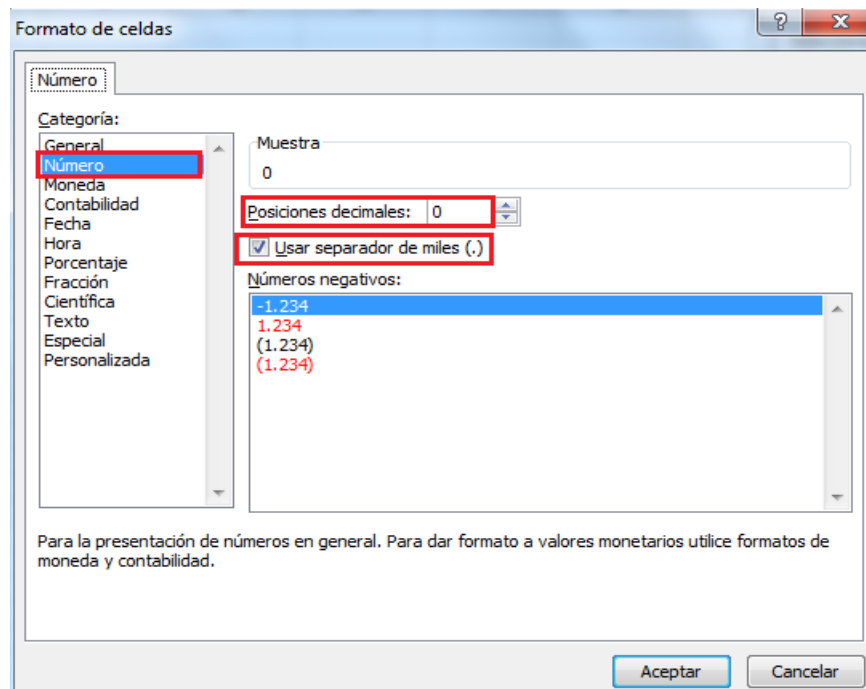 Formato de celdas
Número
Categoría:
General
Número
Moneda
Contabilidad
Fecha
Hora
Porcentaje
Fracción
Científica
Texto
Especial
Personalizada
Muestra
0
Posiciones decimales: 0
Usar separador de miles (.)
Números negativos:
-1.234
1.234
(1.234)
(1.234)
Para la presentación de números en general. Para dar formato a valores monetarios utilice formatos de
moneda y contabilidad.
Aceptar Cancelar